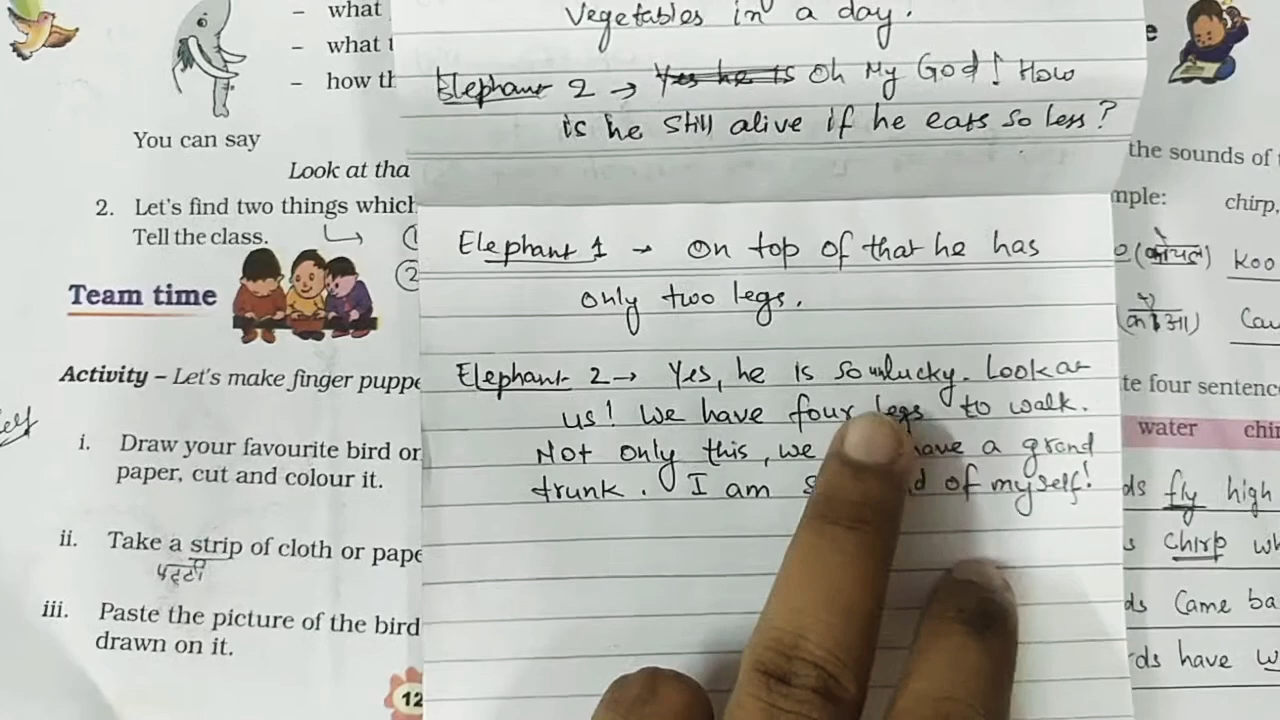 – what
– what t
– how th
You can say
Look at tha
2. Let's find two things which
Tell the class.
①
②
Team time
Activity – Let's make finger puppe
i. Draw your favourite bird or
paper, cut and colour it.
ii. Take a strip of cloth or pape
पट्टी
iii. Paste the picture of the bird
drawn on it.
12
Vegetables in a day.
Elephant 2 → Yes he is Oh My God! How
is he still alive if he eats so less?
Elephant 1 → On top of that he has
only two legs.
Elephant 2 → Yes, he is so unlucky. Look at
us! We have four legs to walk.
Not only this, we have a grand
trunk. I am of myself!
e
the sounds of
mple: chirp,
(कोयल) Koo
(कौआ) Cau
te four sentenc
water chir
ds fly high
s chirp wh
ds came ba
rds have w